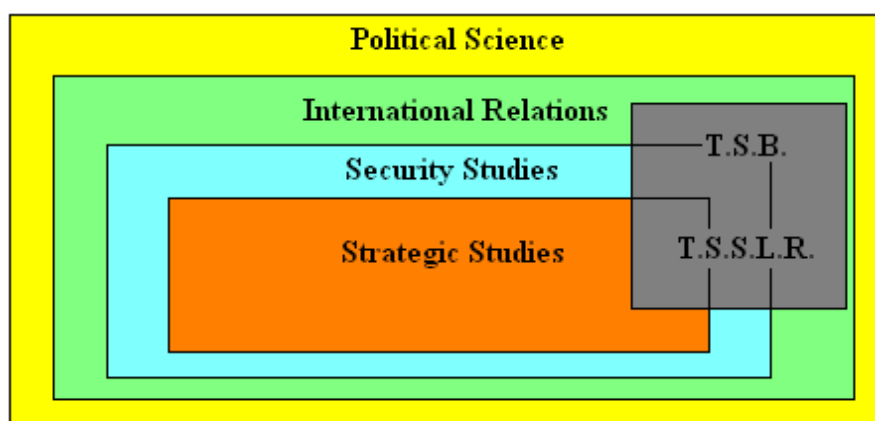 Political Science
International Relations
T.S.B.
Security Studies
Strategic Studies
T.S.S.L.R.